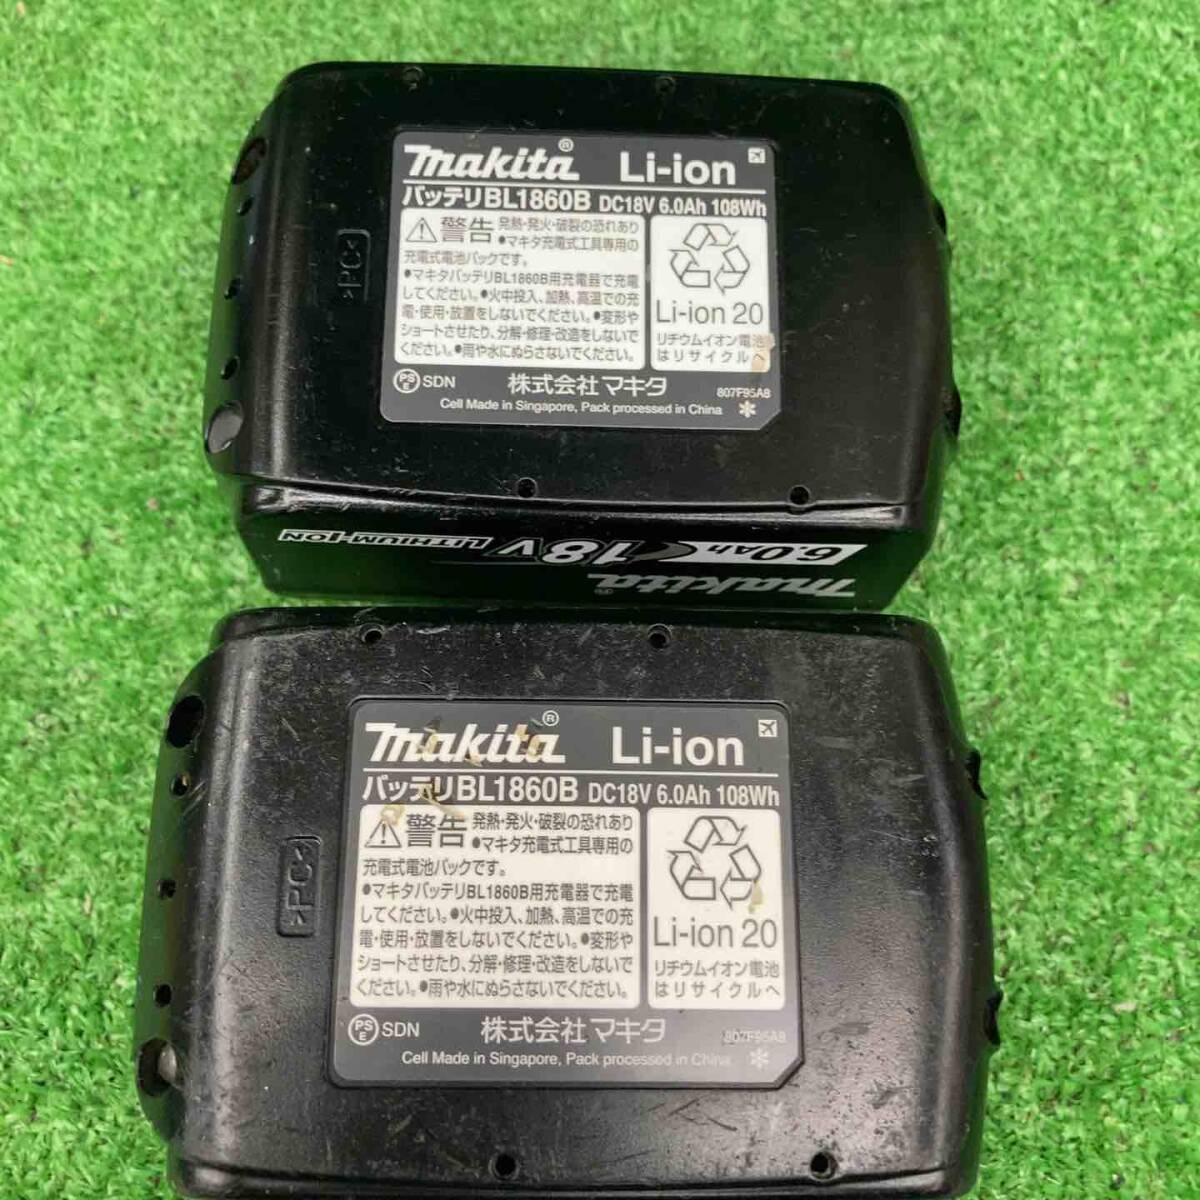 makita® Li-ion
バッテリBL1860B DC18V 6.0Ah 108Wh
警告 発熱・発火・破裂の恐れあり
●マキタ充電式工具専用の
充電式電池パックです。
●マキタバッテリBL1860B用充電器で充電
してください。●火中投入、加熱、高温での充
電・使用・放置をしないでください。●変形や
ショートさせたり、分解・修理・改造をしないで
ください。●雨や水にぬらさないでください。
Li-ion 20
リチウムイオン電池
はリサイクルへ
PSE SDN 株式会社マキタ 807F95A8
Cell Made in Singapore, Pack processed in China
>PC<
makita®
6.0Ah 18V LITHIUM-ION
makita® Li-ion
バッテリBL1860B DC18V 6.0Ah 108Wh
警告 発熱・発火・破裂の恐れあり
●マキタ充電式工具専用の
充電式電池パックです。
●マキタバッテリBL1860B用充電器で充電
してください。●火中投入、加熱、高温での充
電・使用・放置をしないでください。●変形や
ショートさせたり、分解・修理・改造をしないで
ください。●雨や水にぬらさないでください。
Li-ion 20
リチウムイオン電池
はリサイクルへ
PSE SDN 株式会社マキタ 807F95A8
Cell Made in Singapore, Pack processed in China
>PC<